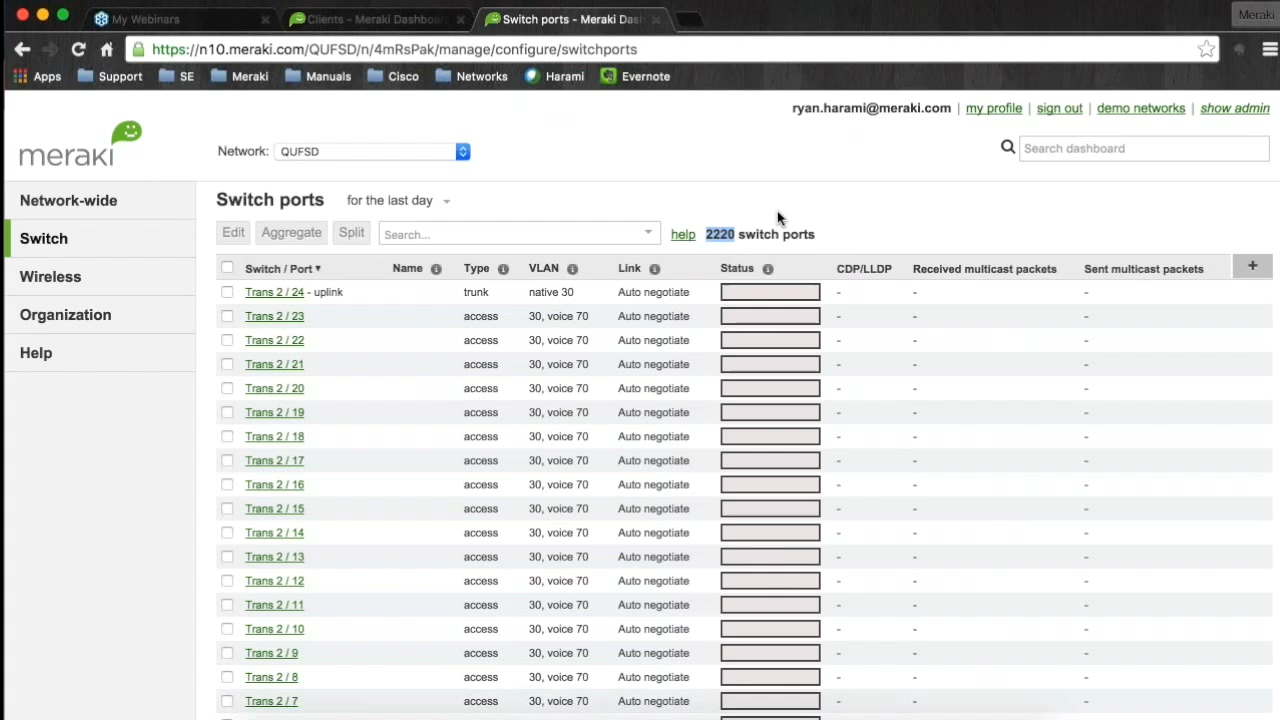 My Webinars
Clients - Meraki Dashboard
Switch ports - Meraki Das
Meraki
https://n10.meraki.com/QUFSD/n/4mRsPak/manage/configure/switchports
Apps Support SE Meraki Manuals Cisco Networks Harami Evernote
ryan.harami@meraki.com | my profile | sign out | demo networks | show admin
meraki
Network: QUFSD
Search dashboard
Network-wide
Switch
Wireless
Organization
Help
Switch ports for the last day
Edit Aggregate Split Search... help 2220 switch ports
Switch / Port Name Type VLAN Link Status CDP/LLDP Received multicast packets Sent multicast packets +
Trans 2 / 24 - uplink trunk native 30 Auto negotiate - - -
Trans 2 / 23 access 30, voice 70 Auto negotiate - - -
Trans 2 / 22 access 30, voice 70 Auto negotiate - - -
Trans 2 / 21 access 30, voice 70 Auto negotiate - - -
Trans 2 / 20 access 30, voice 70 Auto negotiate - - -
Trans 2 / 19 access 30, voice 70 Auto negotiate - - -
Trans 2 / 18 access 30, voice 70 Auto negotiate - - -
Trans 2 / 17 access 30, voice 70 Auto negotiate - - -
Trans 2 / 16 access 30, voice 70 Auto negotiate - - -
Trans 2 / 15 access 30, voice 70 Auto negotiate - - -
Trans 2 / 14 access 30, voice 70 Auto negotiate - - -
Trans 2 / 13 access 30, voice 70 Auto negotiate - - -
Trans 2 / 12 access 30, voice 70 Auto negotiate - - -
Trans 2 / 11 access 30, voice 70 Auto negotiate - - -
Trans 2 / 10 access 30, voice 70 Auto negotiate - - -
Trans 2 / 9 access 30, voice 70 Auto negotiate - - -
Trans 2 / 8 access 30, voice 70 Auto negotiate - - -
Trans 2 / 7 access 30, voice 70 Auto negotiate - - -